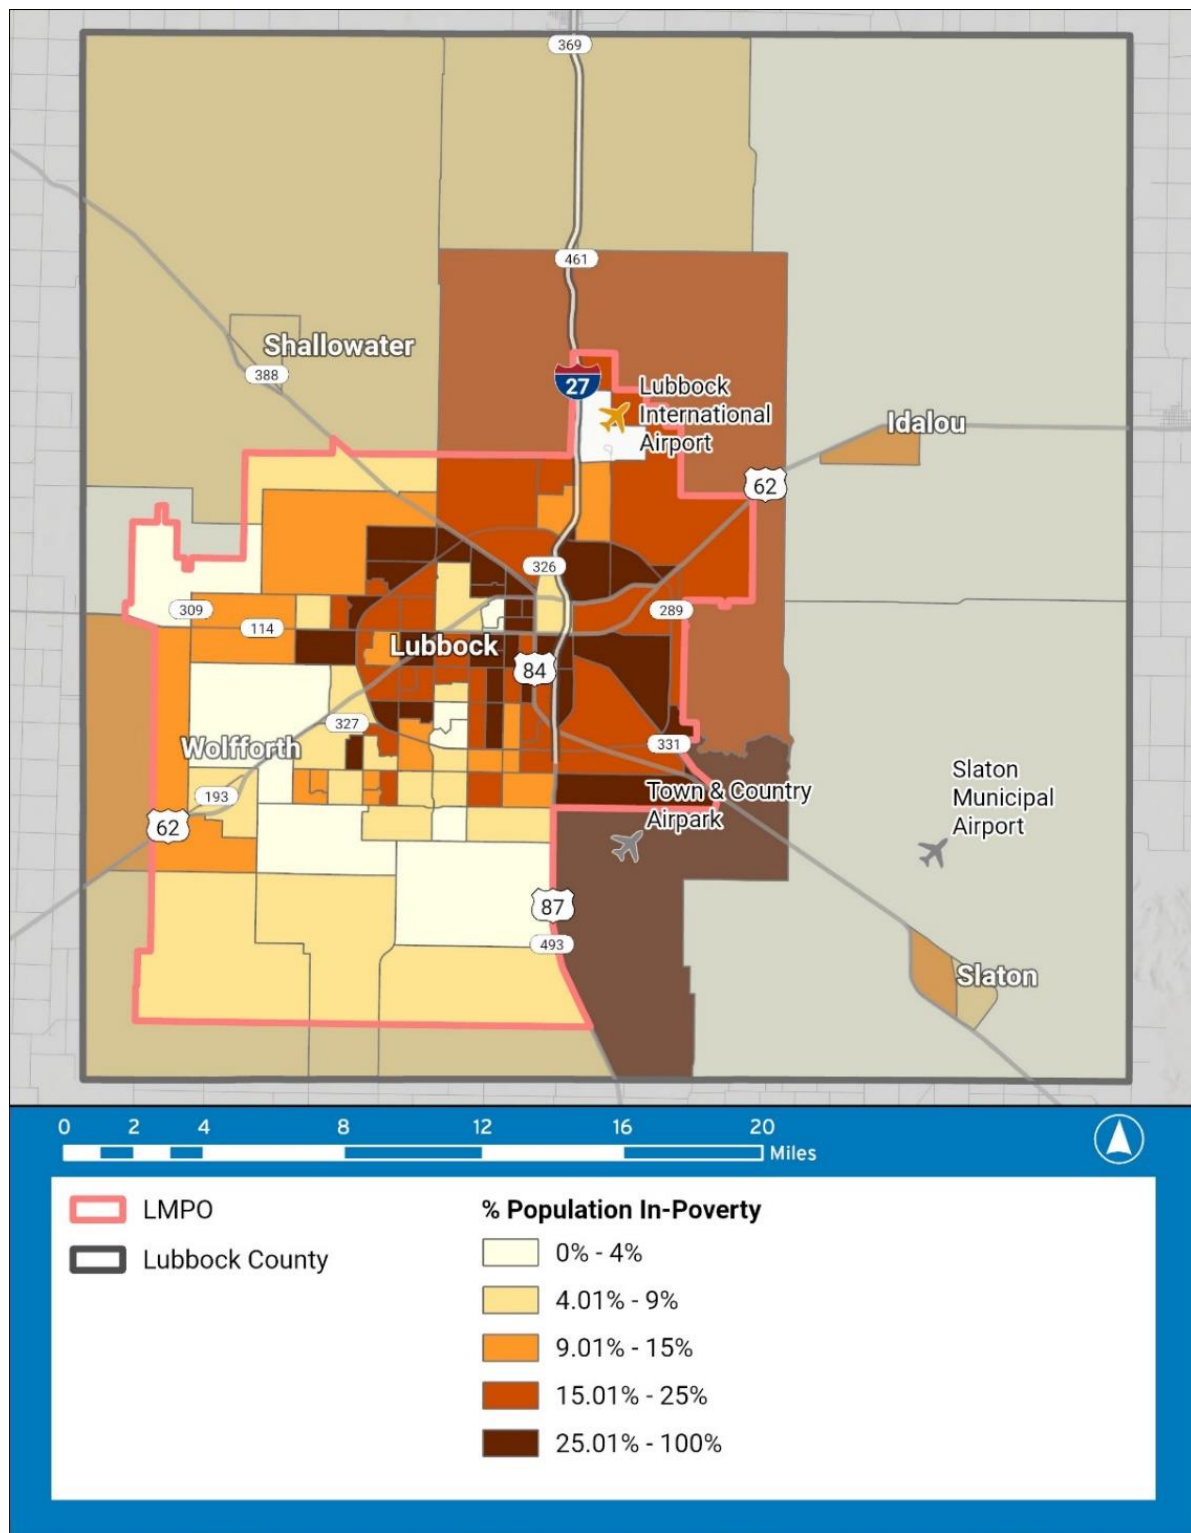 369
461
Shallowater
388
27
Lubbock
International
Airport
Idalou
62
326
309
289
114
Lubbock
84
327
331
Wolfforth
193
62
Town & Country
Airpark
Slaton
Municipal
Airport
87
493
Slaton
0 2 4 8 12 16 20
Miles
LMPO
Lubbock County
% Population In-Poverty
0% - 4%
4.01% - 9%
9.01% - 15%
15.01% - 25%
25.01% - 100%